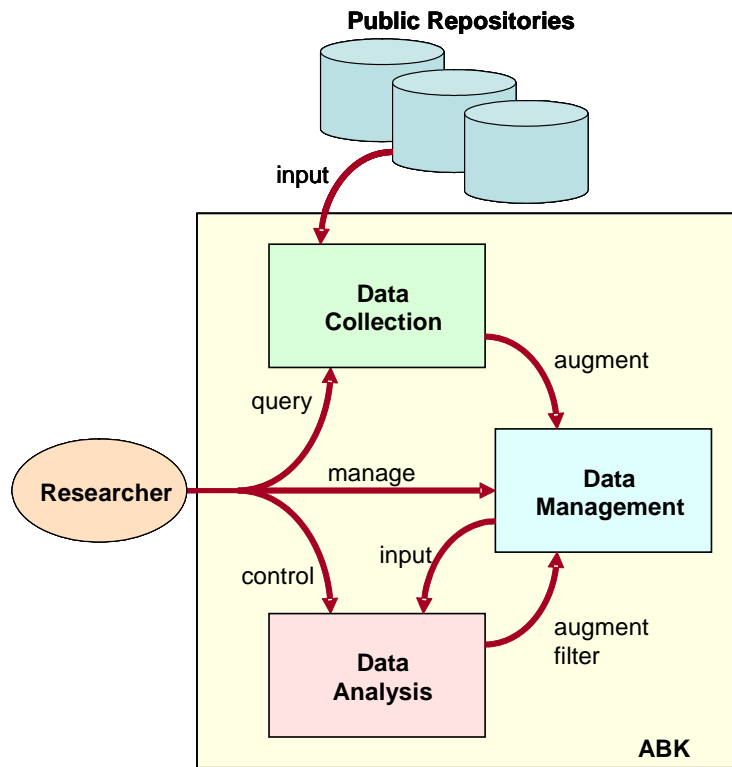 Public Repositories
input
Data
Collection
augment
query
Researcher
manage
Data
Management
input
control
augment
filter
Data
Analysis
ABK